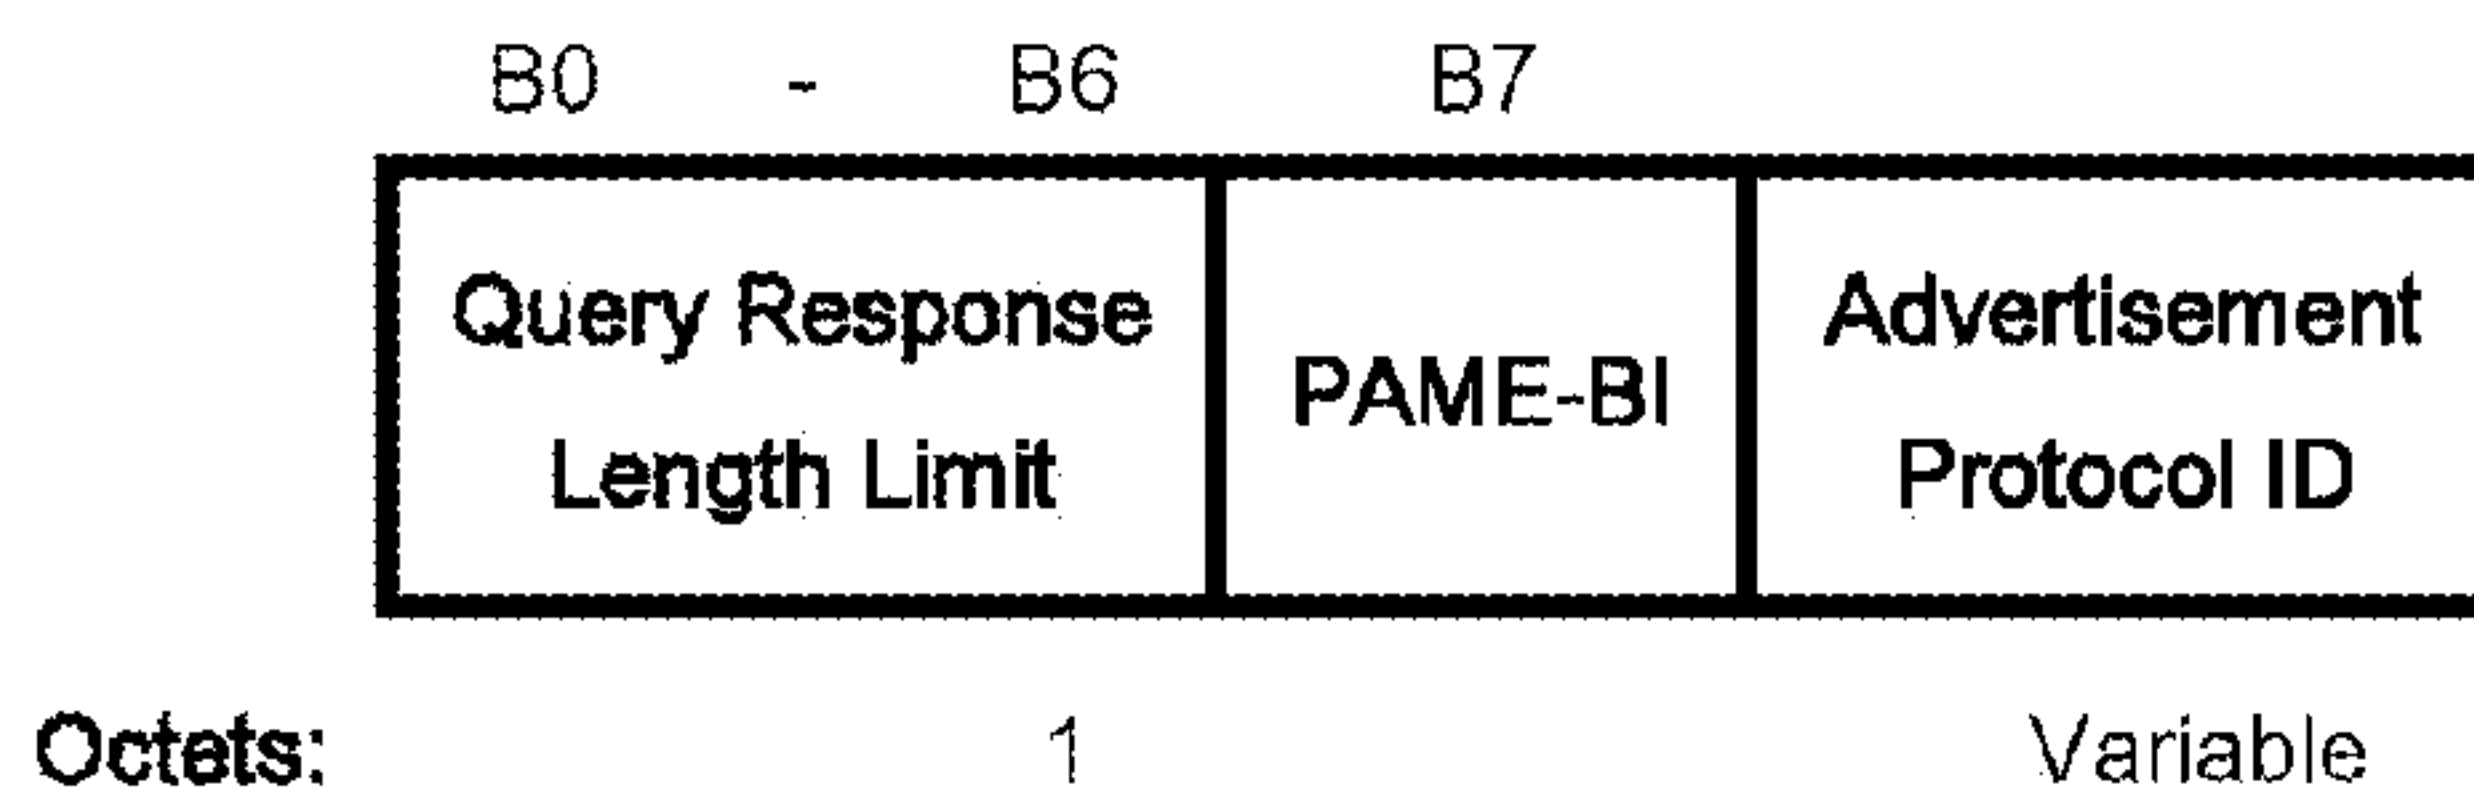 B0 - B6 B7
Query Response
Length Limit
PAME-BI
Advertisement
Protocol ID
Octets: 1 Variable